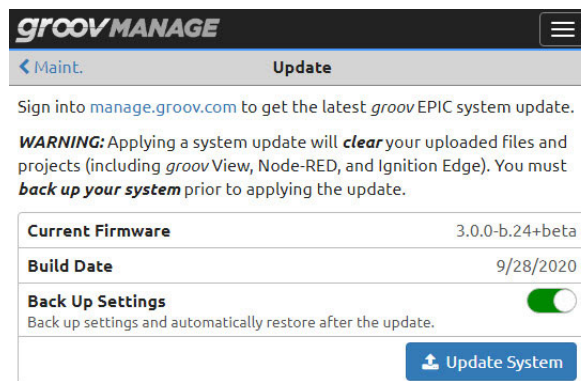 groov MANAGE
Maint.
Update
Sign into manage.groov.com to get the latest groov EPIC system update.
WARNING: Applying a system update will clear your uploaded files and
projects (including groov View, Node-RED, and Ignition Edge). You must
back up your system prior to applying the update.
Current Firmware 3.0.0-b.24+beta
Build Date 9/28/2020
Back Up Settings
Back up settings and automatically restore after the update.
Update System